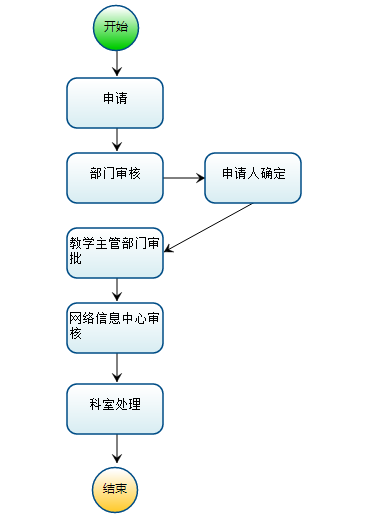 开始
申请
部门审核
申请人确定
教学主管部门审
批
网络信息中心审
核
科室处理
结束